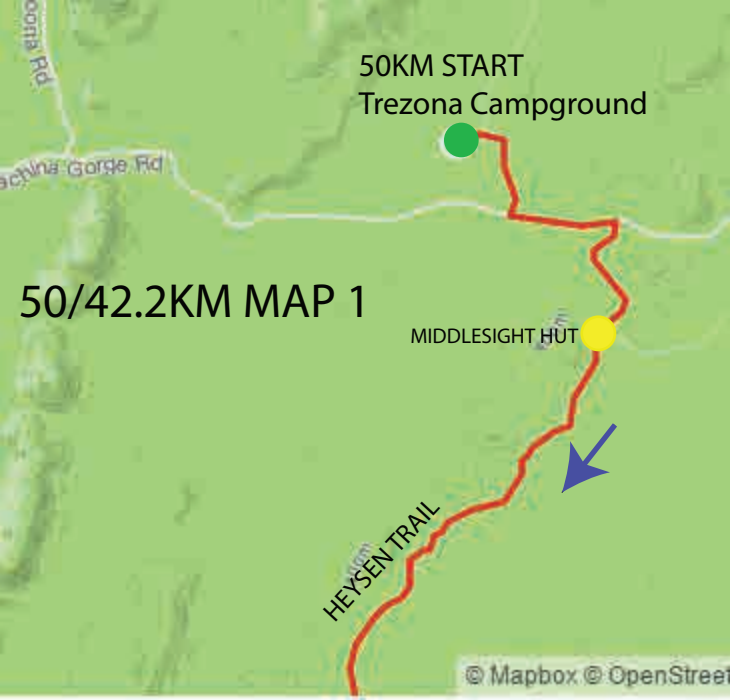 50KM START
Trezona Campground
achina Gorge Rd
50/42.2KM MAP 1
MIDDLESIGHT HUT
HEYSEN TRAIL
© Mapbox © OpenStreet